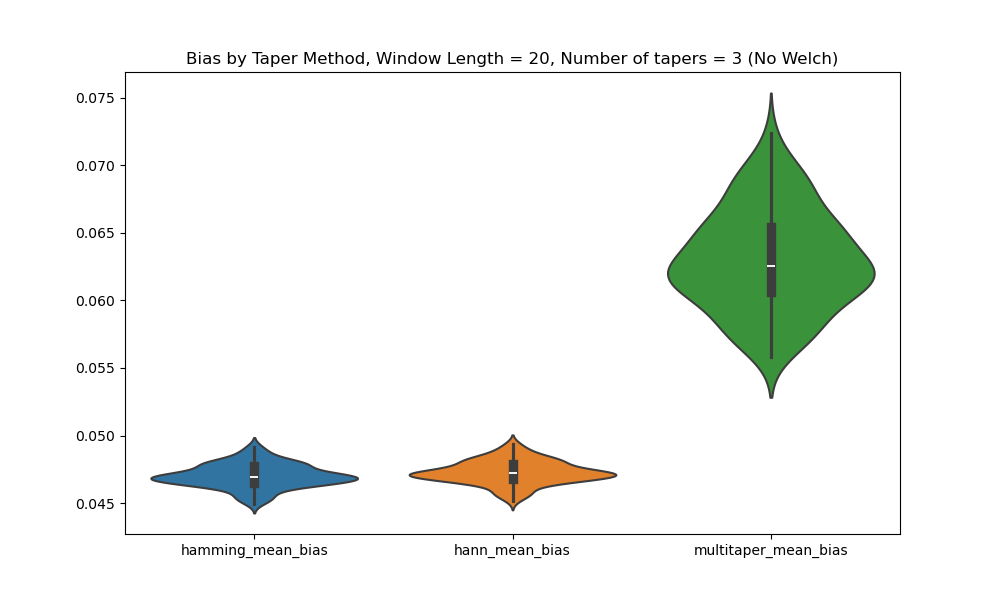 Bias by Taper Method, Window Length = 20, Number of tapers = 3 (No Welch)
0.075
0.070
0.065
0.060
0.055
0.050
0.045
hamming_mean_bias
hann_mean_bias
multitaper_mean_bias